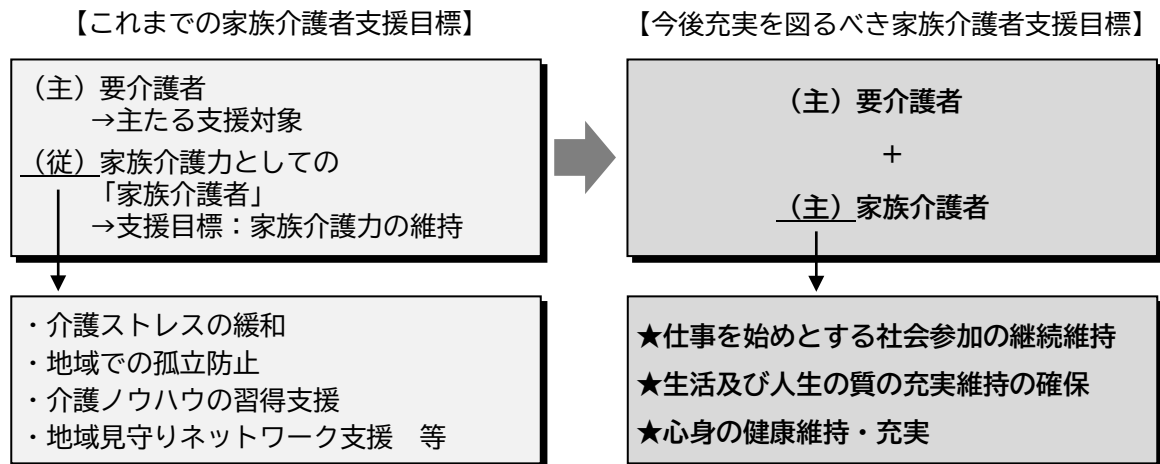 【これまでの家族介護者支援目標】
(主)要介護者
→主たる支援対象
(従)家族介護力としての
「家族介護者」
→支援目標:家族介護力の維持
・介護ストレスの緩和
・地域での孤立防止
・介護ノウハウの習得支援
・地域見守りネットワーク支援 等
【今後充実を図るべき家族介護者支援目標】
(主)要介護者
+
(主)家族介護者
★仕事を始めとする社会参加の継続維持
★生活及び人生の質の充実維持の確保
★心身の健康維持・充実